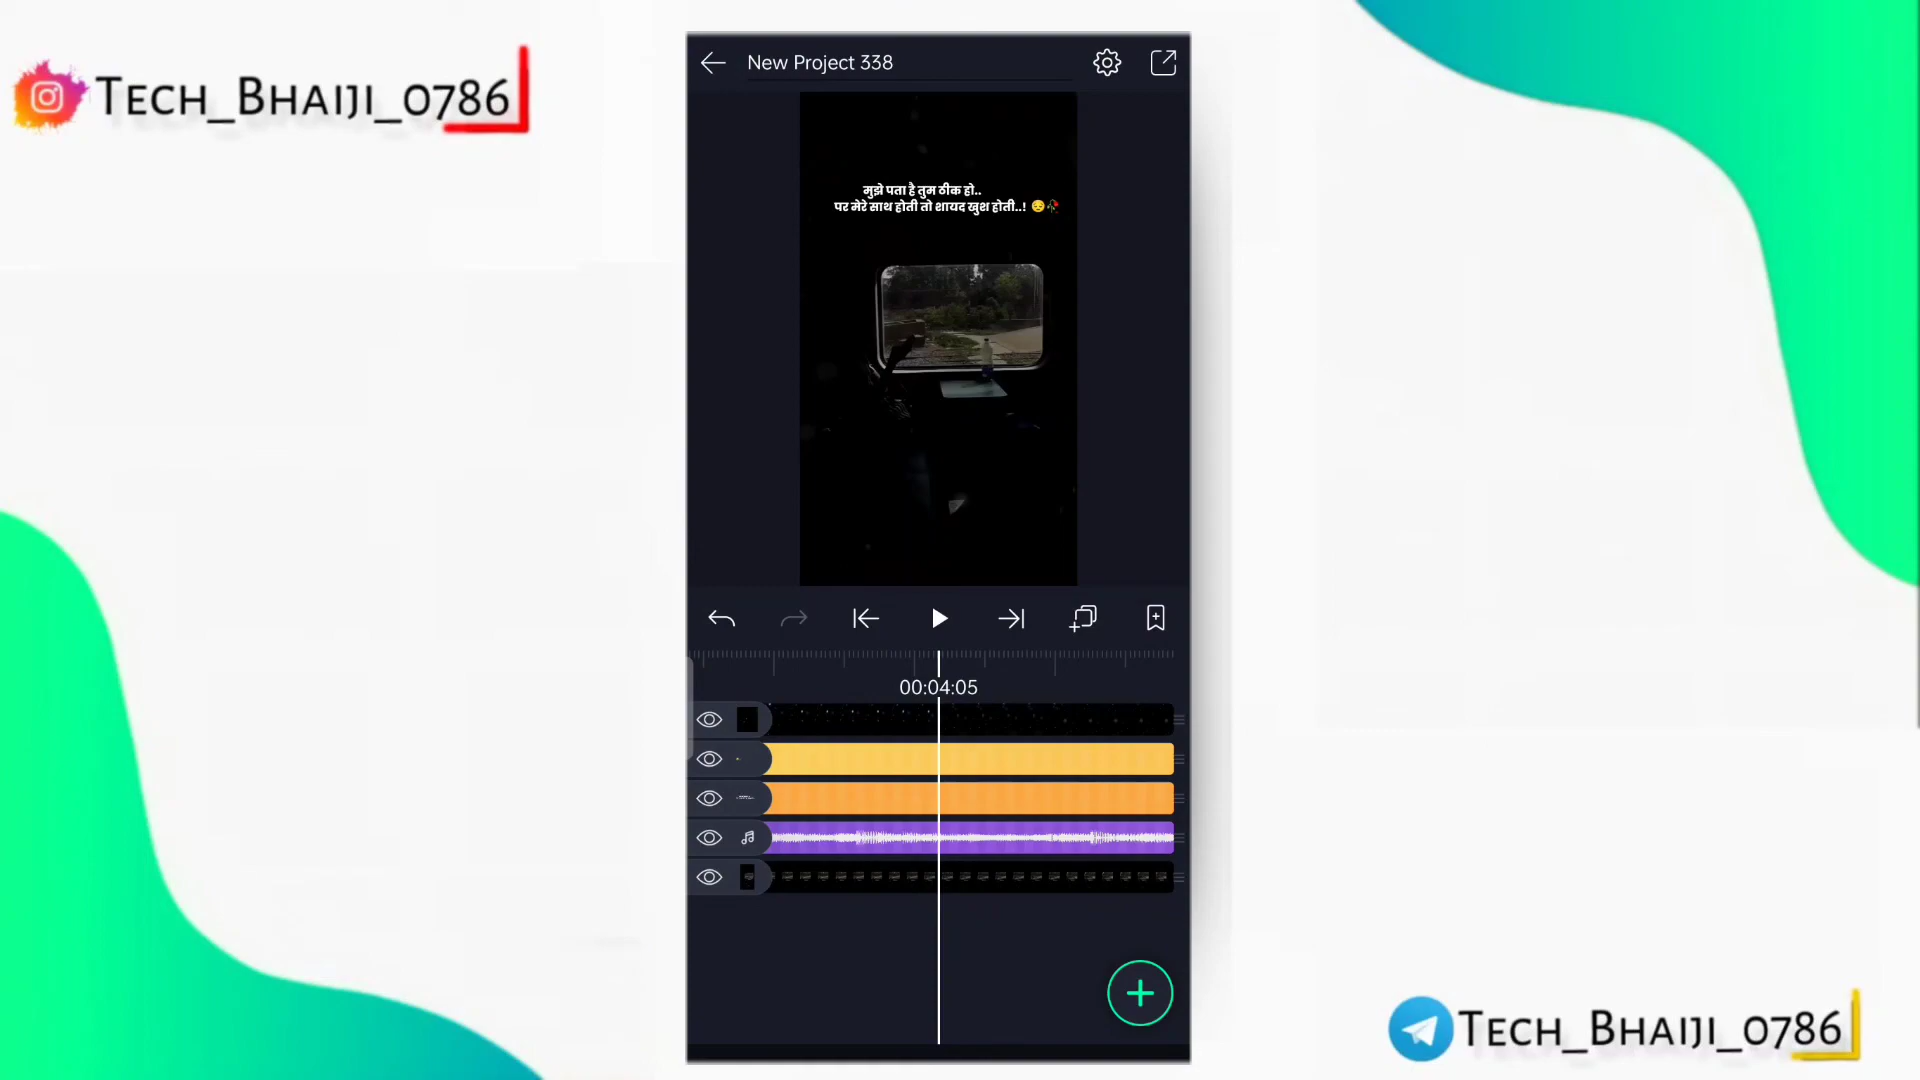 Tech_Bhaiji_0786
New Project 338
मुझे पता है तुम ठीक हो..
पर मेरे साथ होती तो शायद खुश होती..! 😔🥀
00:04:05
Tech_Bhaiji_0786